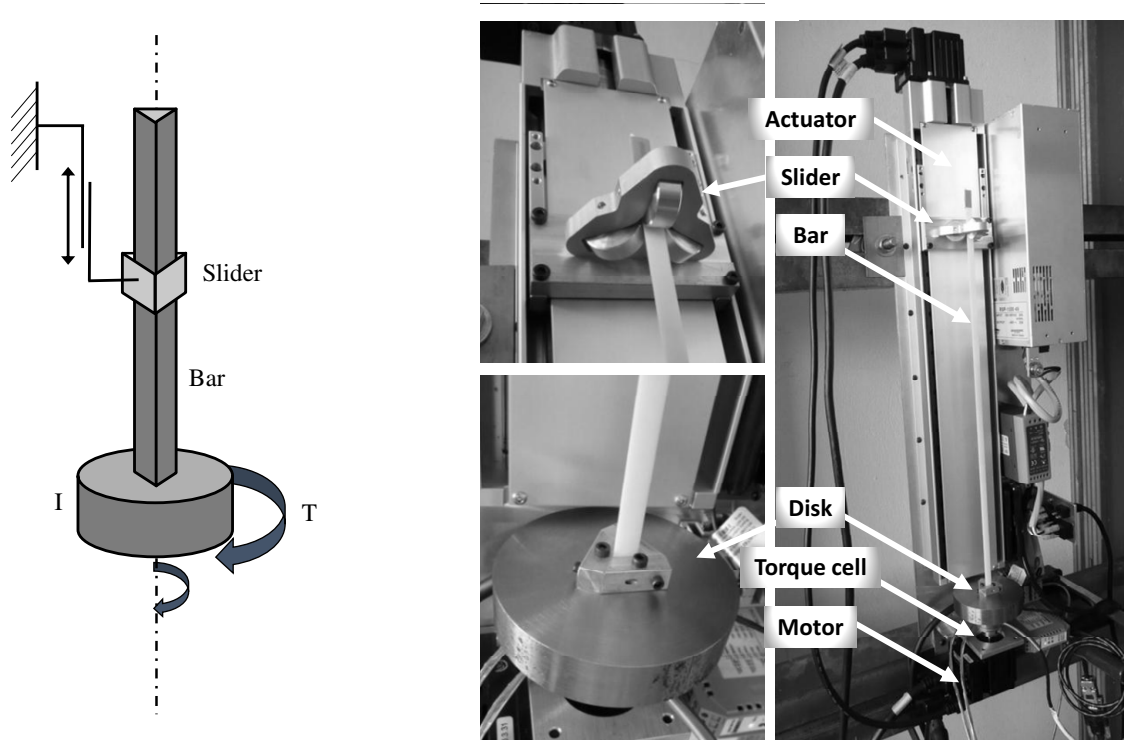 Slider
Bar
I
T
Actuator
Slider
Bar
Disk
Torque cell
Motor